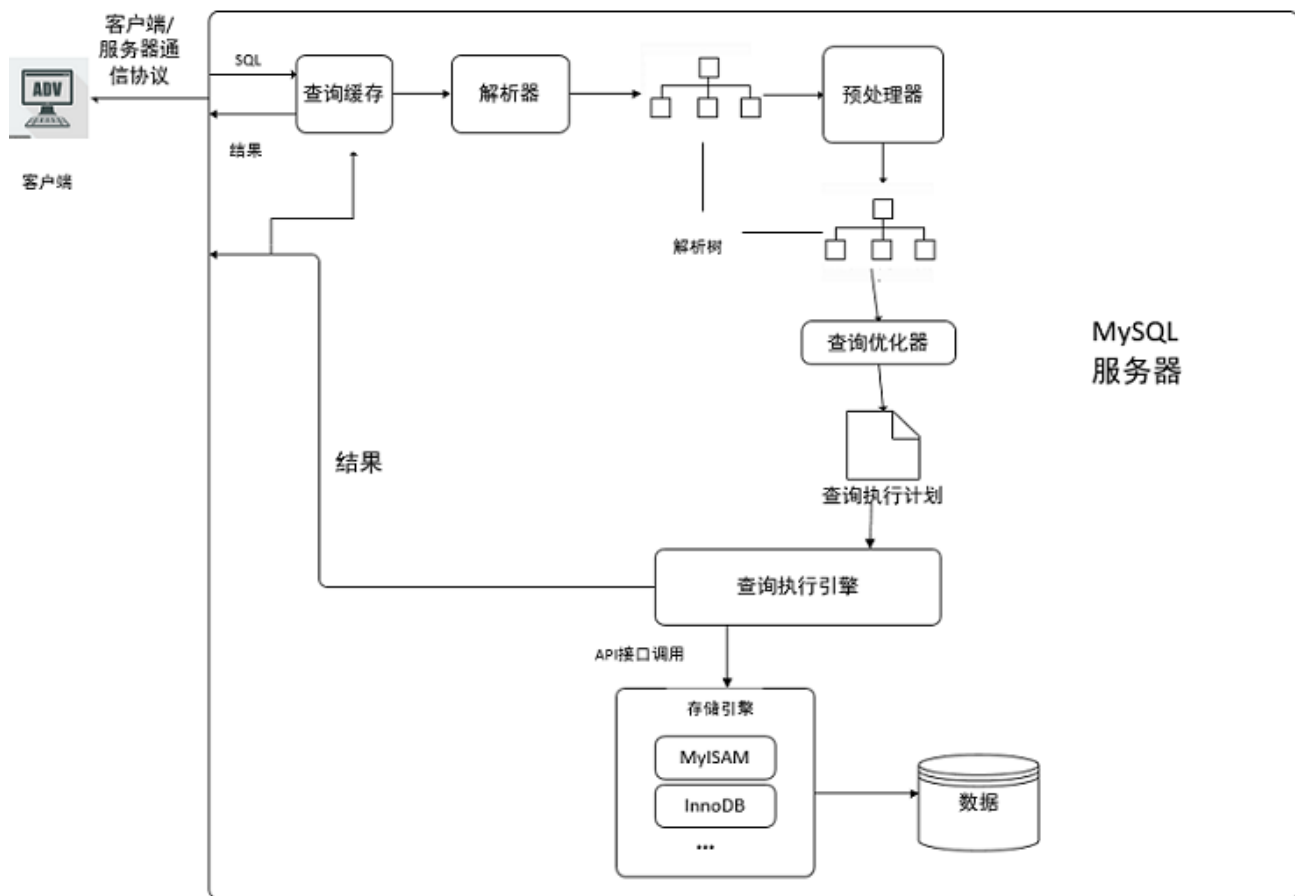 客户端/
服务器通
信协议
ADV
客户端
SQL
查询缓存
结果
解析器
预处理器
解析树
查询优化器
MySQL
服务器
查询执行计划
结果
查询执行引擎
API接口调用
存储引擎
MyISAM
InnoDB
...
数据